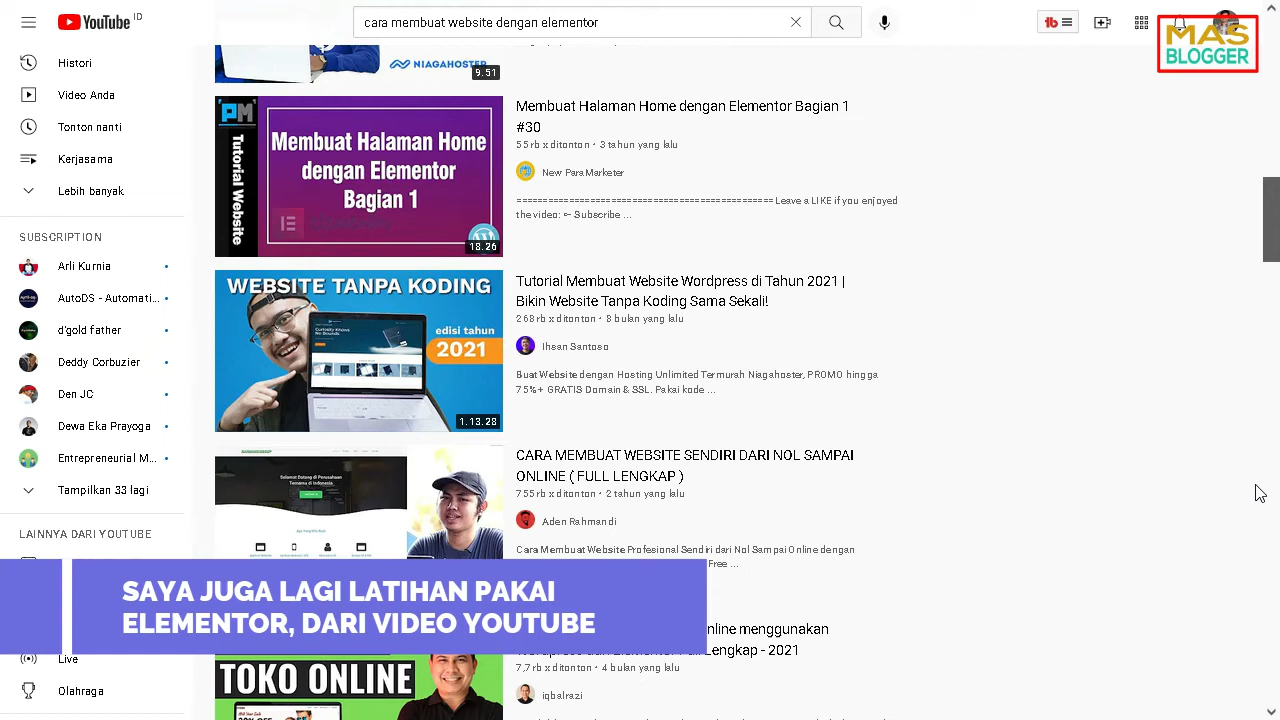 YouTube ID
cara membuat website dengan elementor
MAS
BLOGGER
Histori
Video Anda
Tonton nanti
Kerjasama
Lebih banyak
SUBSCRIPTION
Arli Kurnia
AutoDS - Automati...
d'gold father
Deddy Corbuzier
Den JC
Dewa Eka Prayoga
Entrepreneurial M...
LAINNYA DARI YOUTUBE
Live
Olahraga
NIAGAHOSTER
9.51
PM
Tutorial Website
Membuat Halaman Home
dengan Elementor
Bagian 1
18.26
Membuat Halaman Home dengan Elementor Bagian 1
#30
55 rb x ditonton • 3 tahun yang lalu
New ParaMarketer
================================================= Leave s LIKE if you enjoyed
the video: ← Subscribe ...
WEBSITE TANPA KODING
edisi tahun
2021
1.13.28
Tutorial Membuat Website Wordpress di Tahun 2021 |
Bikin Website Tanpa Koding Sama Sekali!
268 rb x ditonton • 8 bulan yang lalu
Ihsan Santoso
Buat Website dengan Hosting Unlimited Termurah Niagahoster, PROMO hingga
75%+ GRATIS Domain & SSL. Pakai kode ...
Selamat Datang di Perusahaan
Ternama di Indonesia
CARA MEMBUAT WEBSITE SENDIRI DARI NOL SAMPAI
ONLINE ( FULL LENGKAP )
755 rb x ditonton • tahun yang lalu
Aden Rahmandi
Cara Membuat Website Profesional Sendiri dari Nol Sampai Online dengan
Free ...
SAYA JUGA LAGI LATIHAN PAKAI
ELEMENTOR, DARI VIDEO YOUTUBE
TOKO ONLINE
online menggunakan
Lengkap - 2021
7,7 rb x ditonton • 4 bulan yang lalu
iqbalrazi